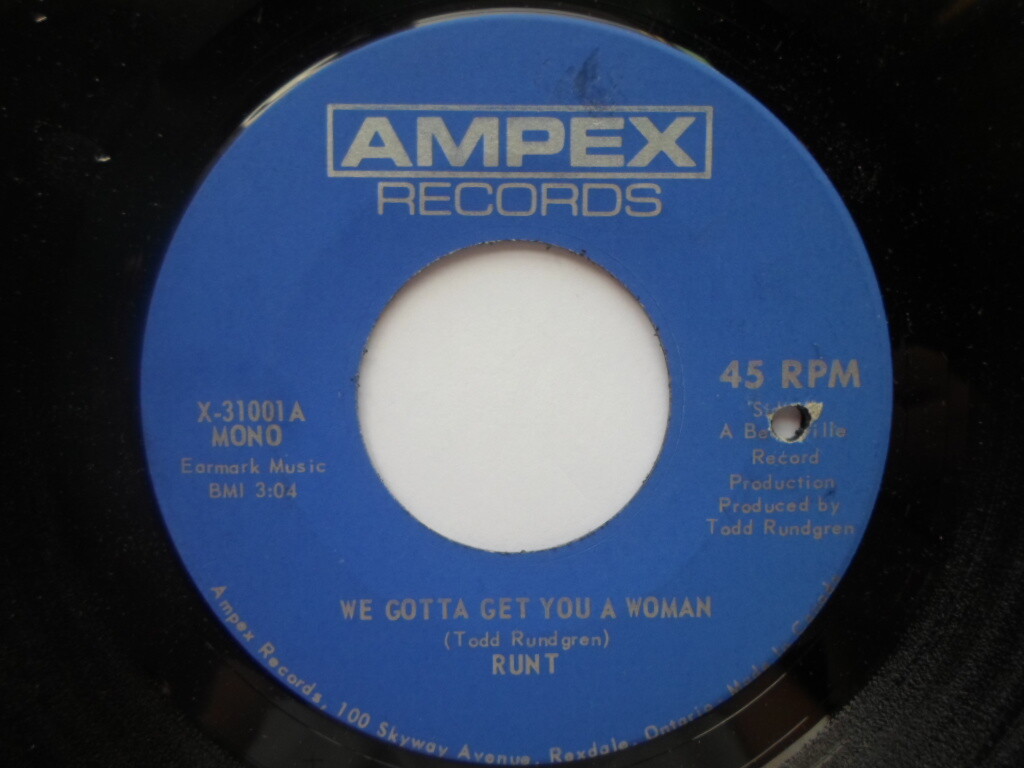 AMPEX
RECORDS
45 RPM
A
Record
Production
Produced by
Todd Rundgren
X-31001A
MONO
Earmark Music
BMI 3:04
WE GOTTA GET YOU A WOMAN
(Todd Rundgren)
RUNT
Ampex Records, 100 Skyway Avenue, Rexdale, Ontario